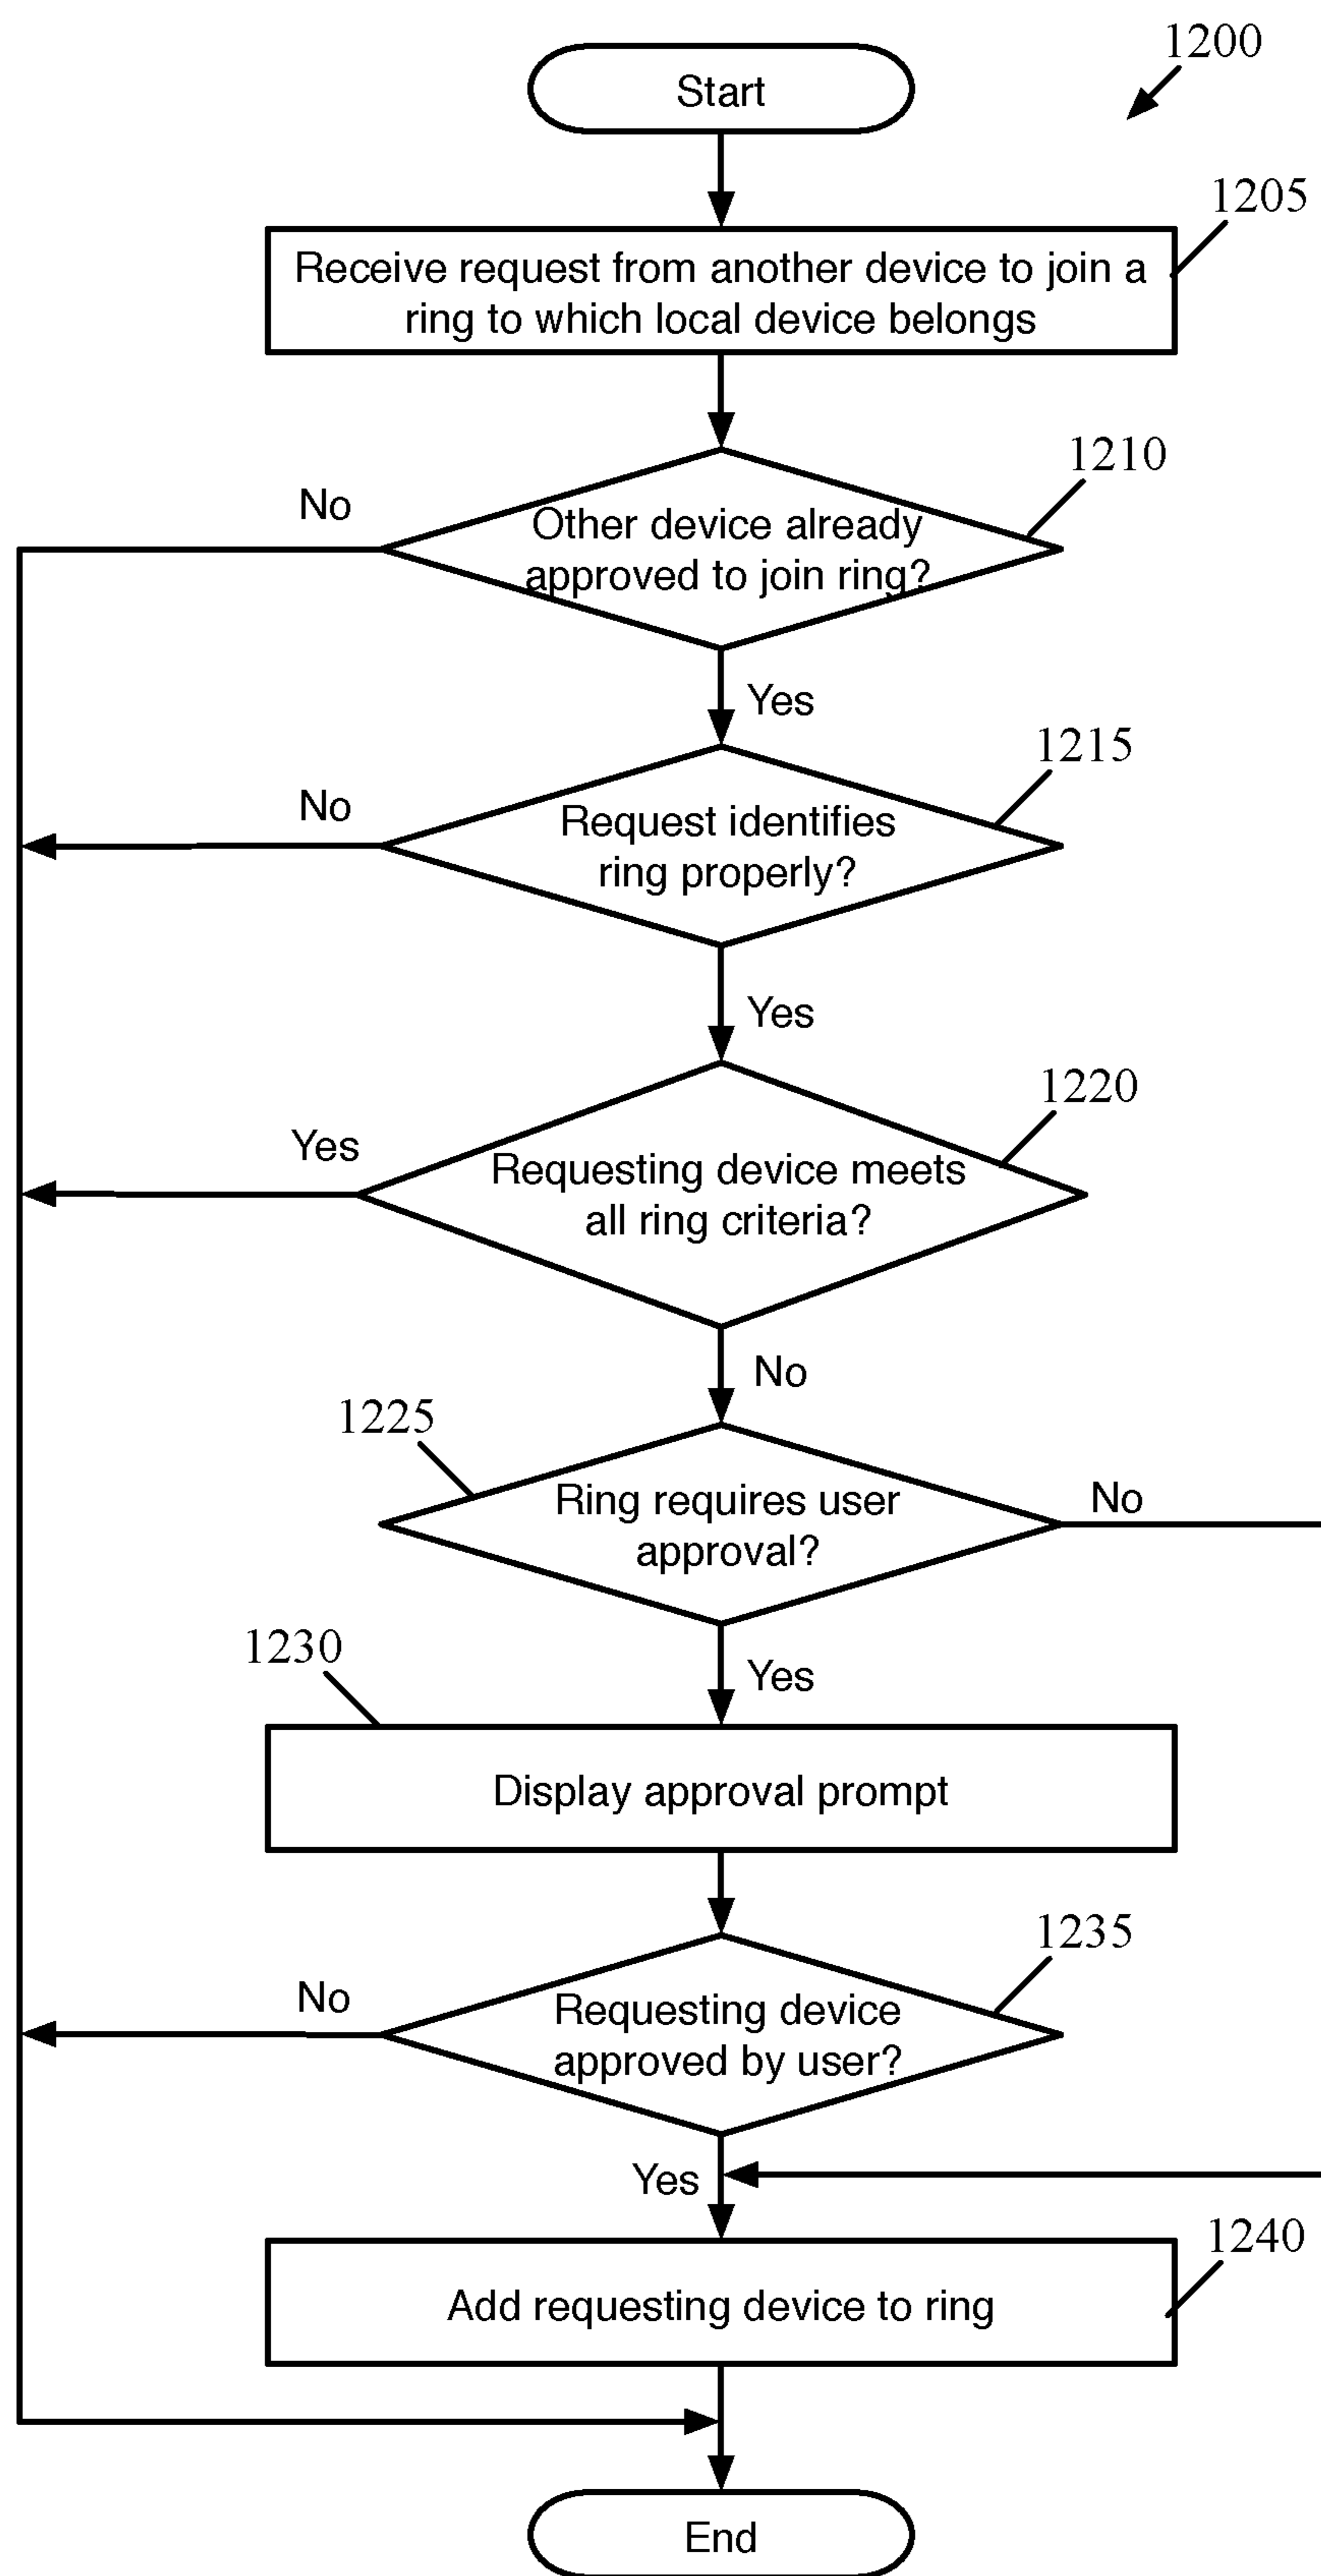 1200
Start
1205
Receive request from another device to join a
ring to which local device belongs
1210
No
Other device already
approved to join ring?
Yes
1215
No
Request identifies
ring properly?
Yes
1220
Yes
Requesting device meets
all ring criteria?
No
1225
Ring requires user
approval?
No
1230
Yes
Display approval prompt
1235
No
Requesting device
approved by user?
Yes
1240
Add requesting device to ring
End